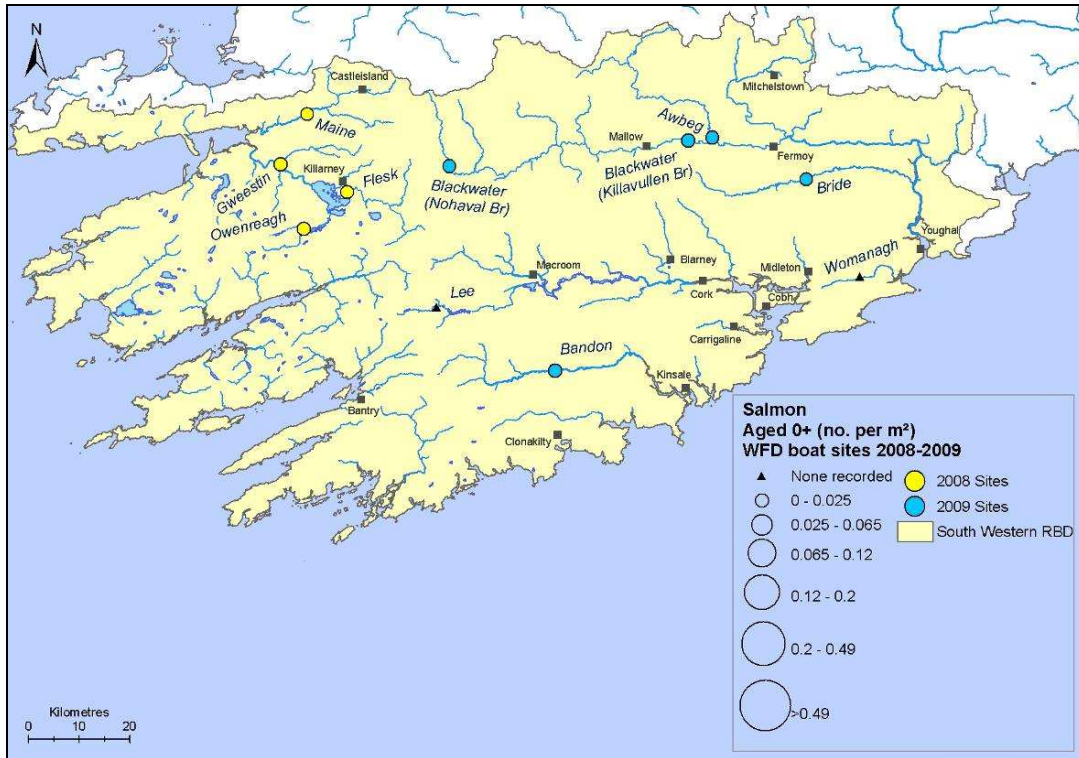 N
Castleisland
Maine
Mitchelstown
Awbeg
Mallow
Fermoy
Killarney
Flesk
Gweestin
Blackwater
(Nohaval Br)
Blackwater
(Killavullen Br)
Bride
Owenreagh
Youghal
Macroom
Blarney
Midleton
Womanagh
Lee
Cork
Cobh
Carrigaline
Bandon
Kinsale
Bantry
Clonakilty
Salmon
Aged 0+ (no. per m²)
WFD boat sites 2008-2009
None recorded
0 - 0.025
0.025 - 0.065
0.065 - 0.12
0.12 - 0.2
0.2 - 0.49
>0.49
2008 Sites
2009 Sites
South Western RBD
Kilometres
0 10 20